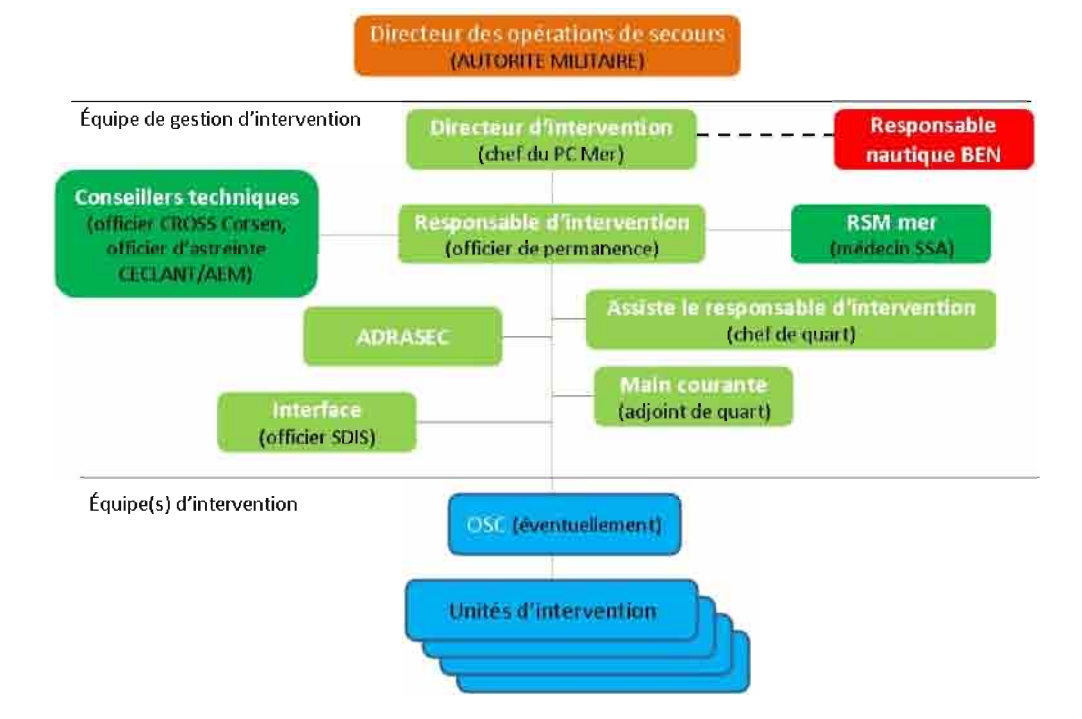 Directeur des opérations de secours
(AUTORITE MILITAIRE)
Équipe de gestion d'intervention
Directeur d'intervention
(chef du PC Mer)
Responsable
nautique BEN
Conseillers techniques
(officier CROSS Corsen,
officier d'astreinte
CECLANT/AEM)
Responsable d'intervention
(officier de permanence)
RSM mer
(médecin SSA)
Assiste le responsable d'intervention
(chef de quart)
ADRASEC
Main courante
(adjoint de quart)
Interface
(officier SDIS)
Équipe(s) d'intervention
OSC (éventuellement)
Unités d'intervention